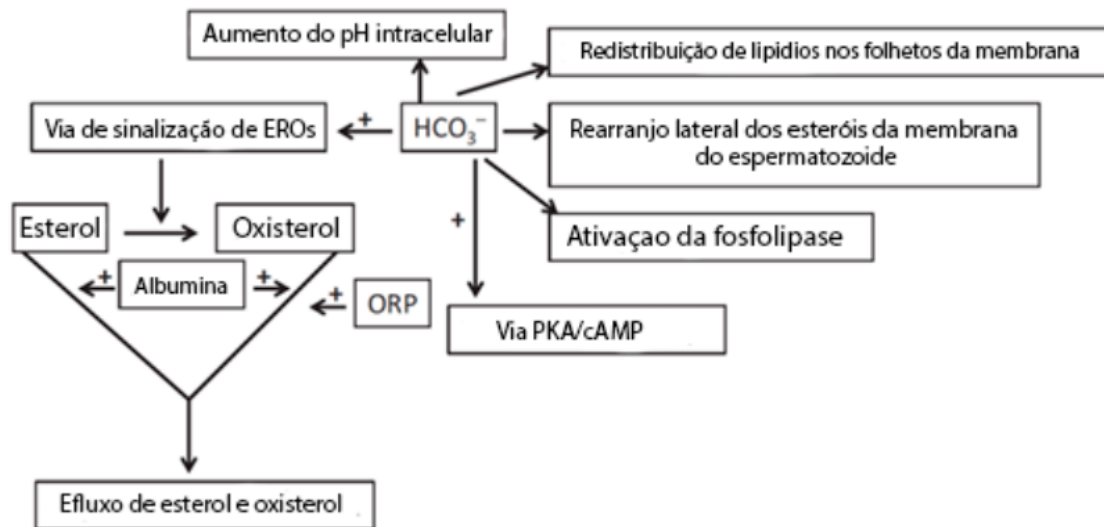 Aumento do pH intracelular
Redistribuição de lipidios nos folhetos da membrana
Via de sinalização de EROs
+
HCO₃⁻
Rearranjo lateral dos esteróis da membrana
do espermatozoide
+
Esterol
Oxisterol
Ativaçao da fosfolipase
+
Albumina
+
+
ORP
Via PKA/cAMP
Efluxo de esterol e oxisterol